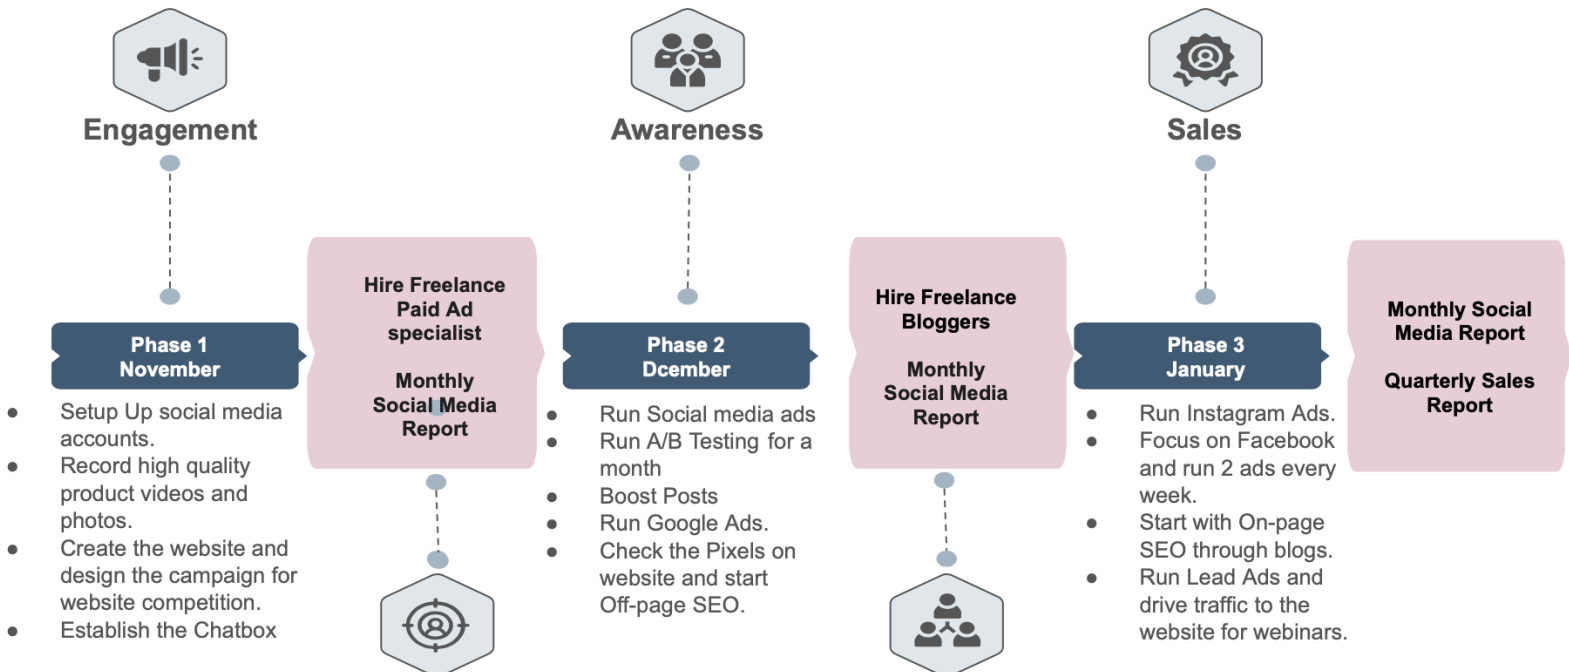 Engagement
Awareness
Sales
Phase 1
November
● Setup Up social media
accounts.
● Record high quality
product videos and
photos.
● Create the website and
design the campaign for
website competition.
● Establish the Chatbox
Hire Freelance
Paid Ad
specialist
Monthly
Social Media
Report
Phase 2
Dcember
● Run Social media ads
● Run A/B Testing for a
month
● Boost Posts
● Run Google Ads.
● Check the Pixels on
website and start
Off-page SEO.
Hire Freelance
Bloggers
Monthly
Social Media
Report
Phase 3
January
● Run Instagram Ads.
● Focus on Facebook
and run 2 ads every
week.
● Start with On-page
SEO through blogs.
● Run Lead Ads and
drive traffic to the
website for webinars.
Monthly Social
Media Report
Quarterly Sales
Report